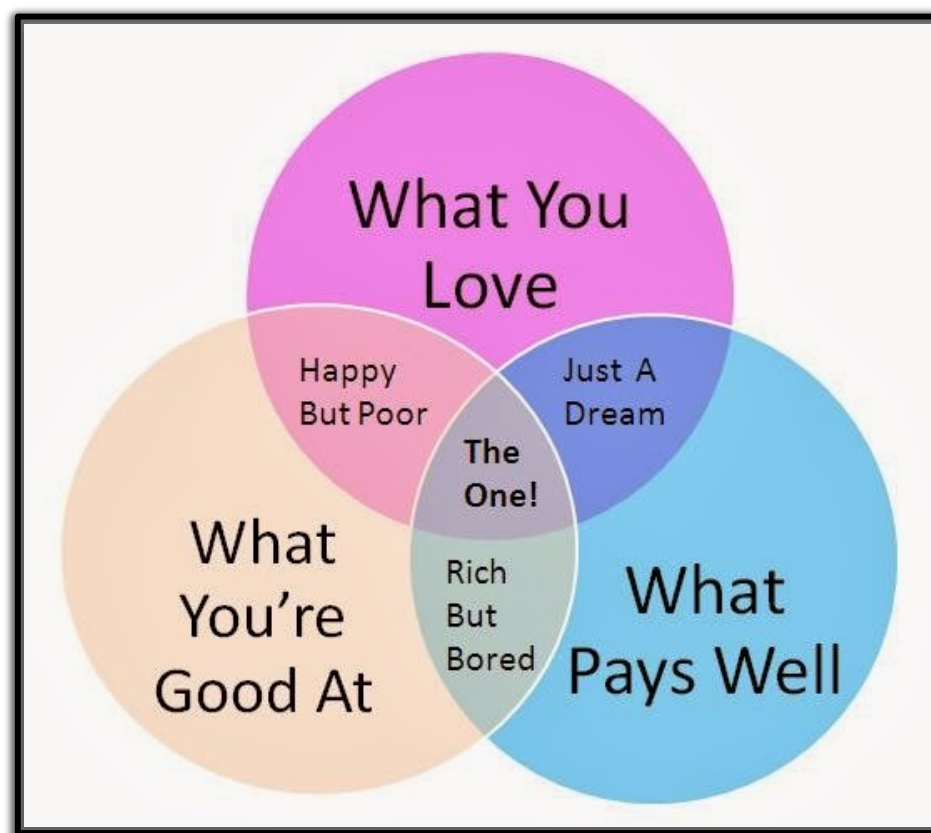 What You
Love
Happy
But Poor
Just A
Dream
The
One!
What
You’re
Good At
Rich
But
Bored
What
Pays Well